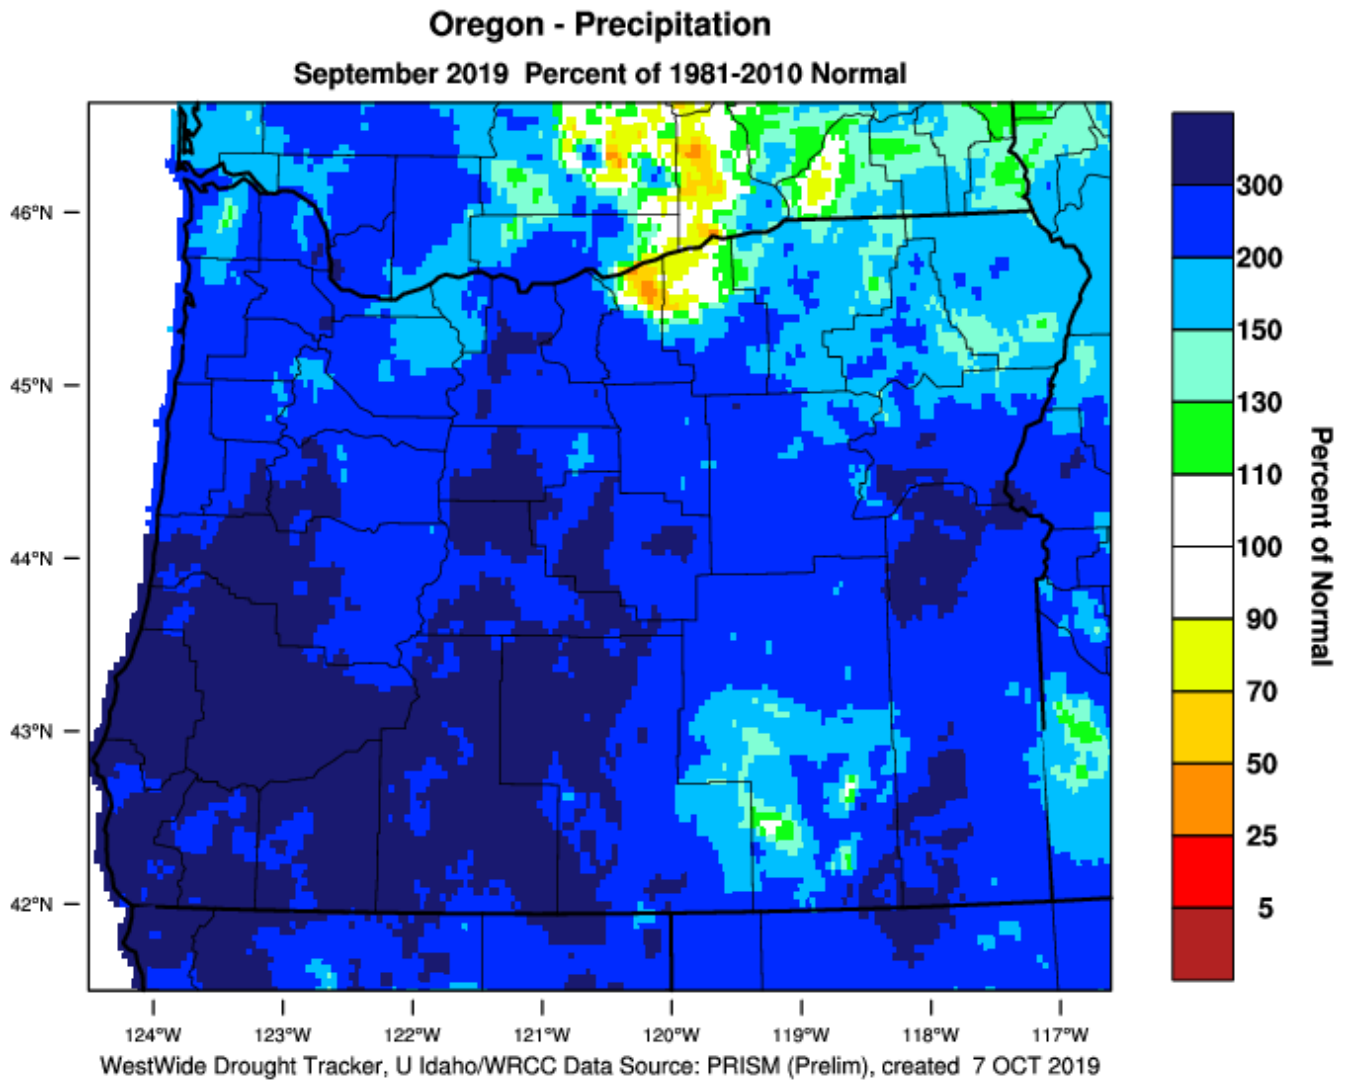 Oregon - Precipitation
September 2019 Percent of 1981-2010 Normal
46°N
45°N
44°N
43°N
42°N
124°W 123°W 122°W 121°W 120°W 119°W 118°W 117°W
300
200
150
130
110
100
90
70
50
25
5
Percent of Normal
WestWide Drought Tracker, U Idaho/WRCC Data Source: PRISM (Prelim), created 7 OCT 2019